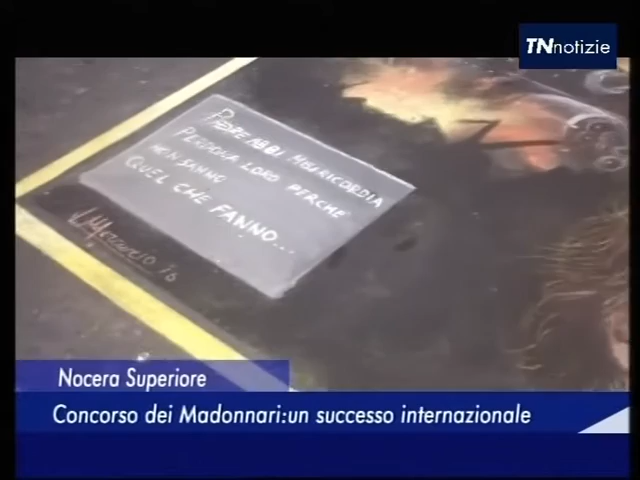 TNnotizie
PADRE ABBI MISERICORDIA
PERDONA LORO PERCHE'
NON SANNO
QUEL CHE FANNO...
Nocera Superiore
Concorso dei Madonnari:un successo internazionale